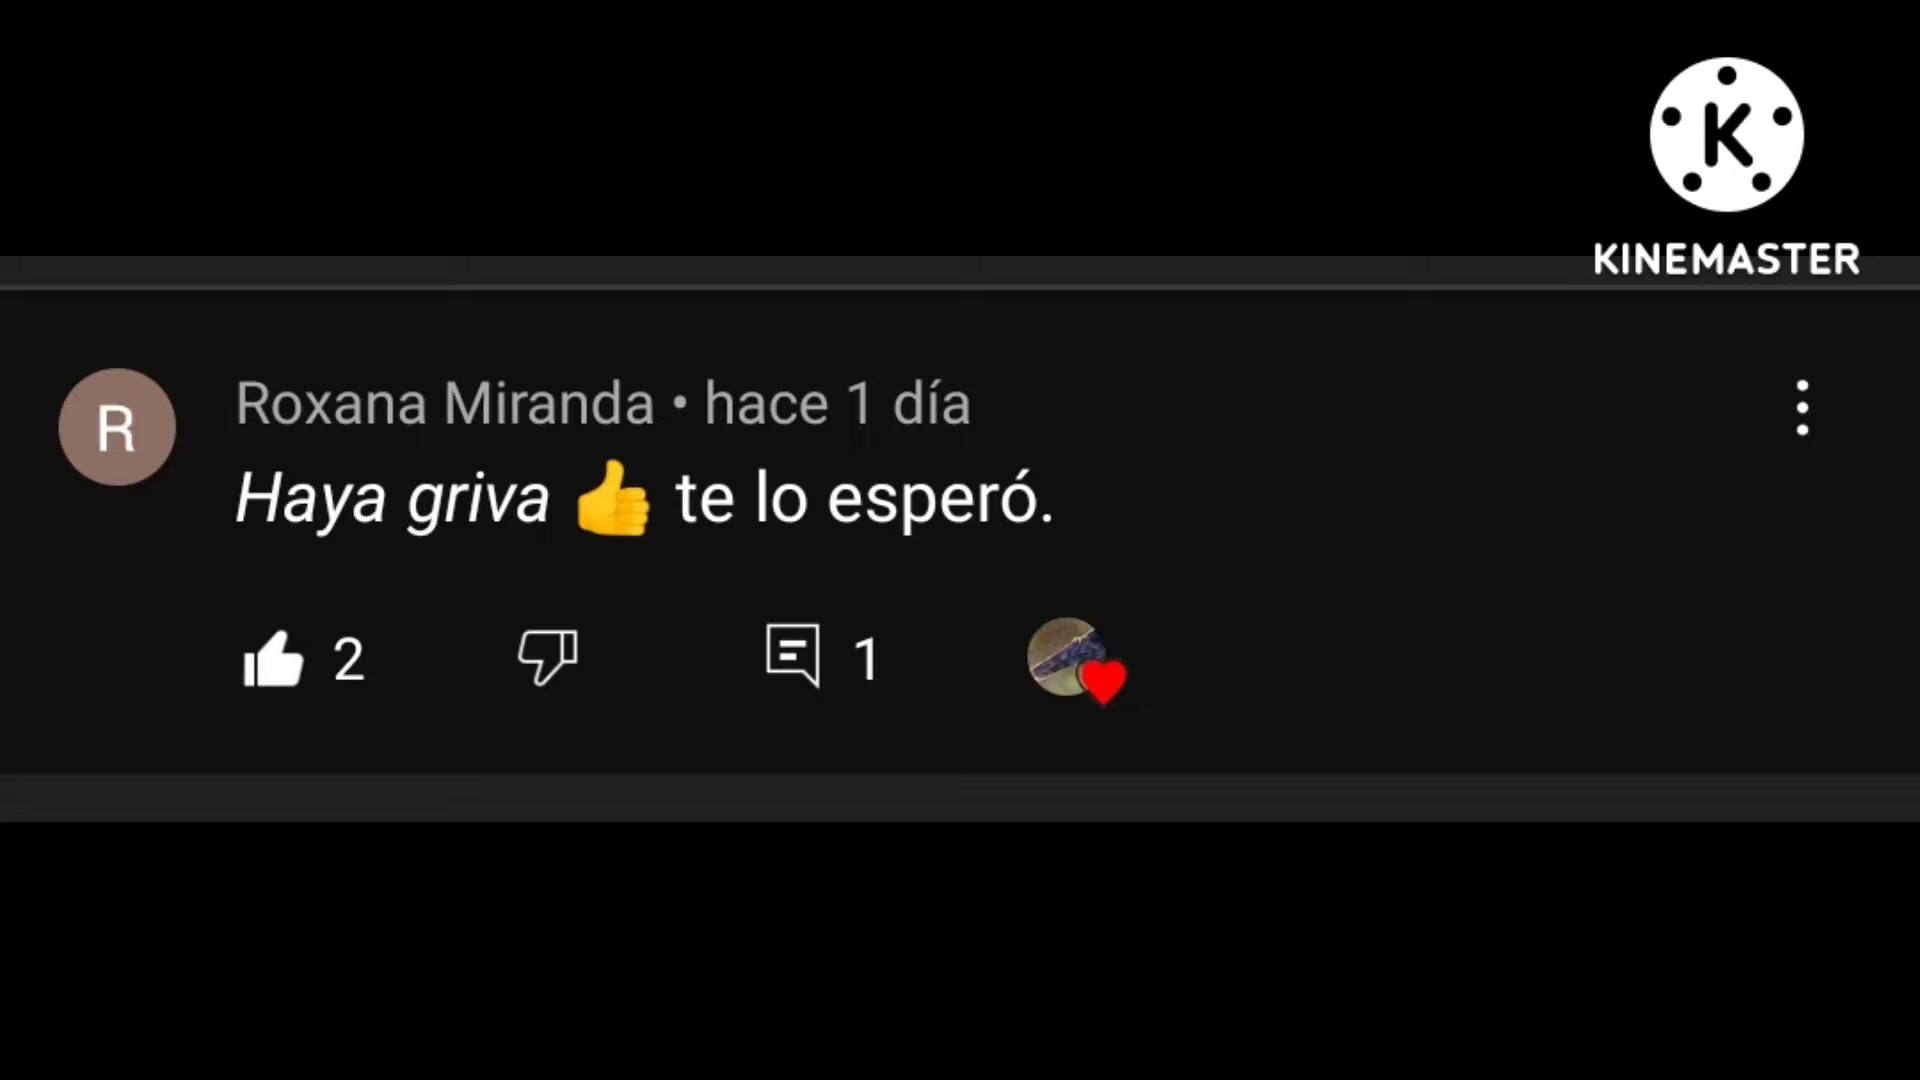 K
KINEMASTER
R
Roxana Miranda • hace 1 día
Haya griva 👍 te lo esperó.
2
1